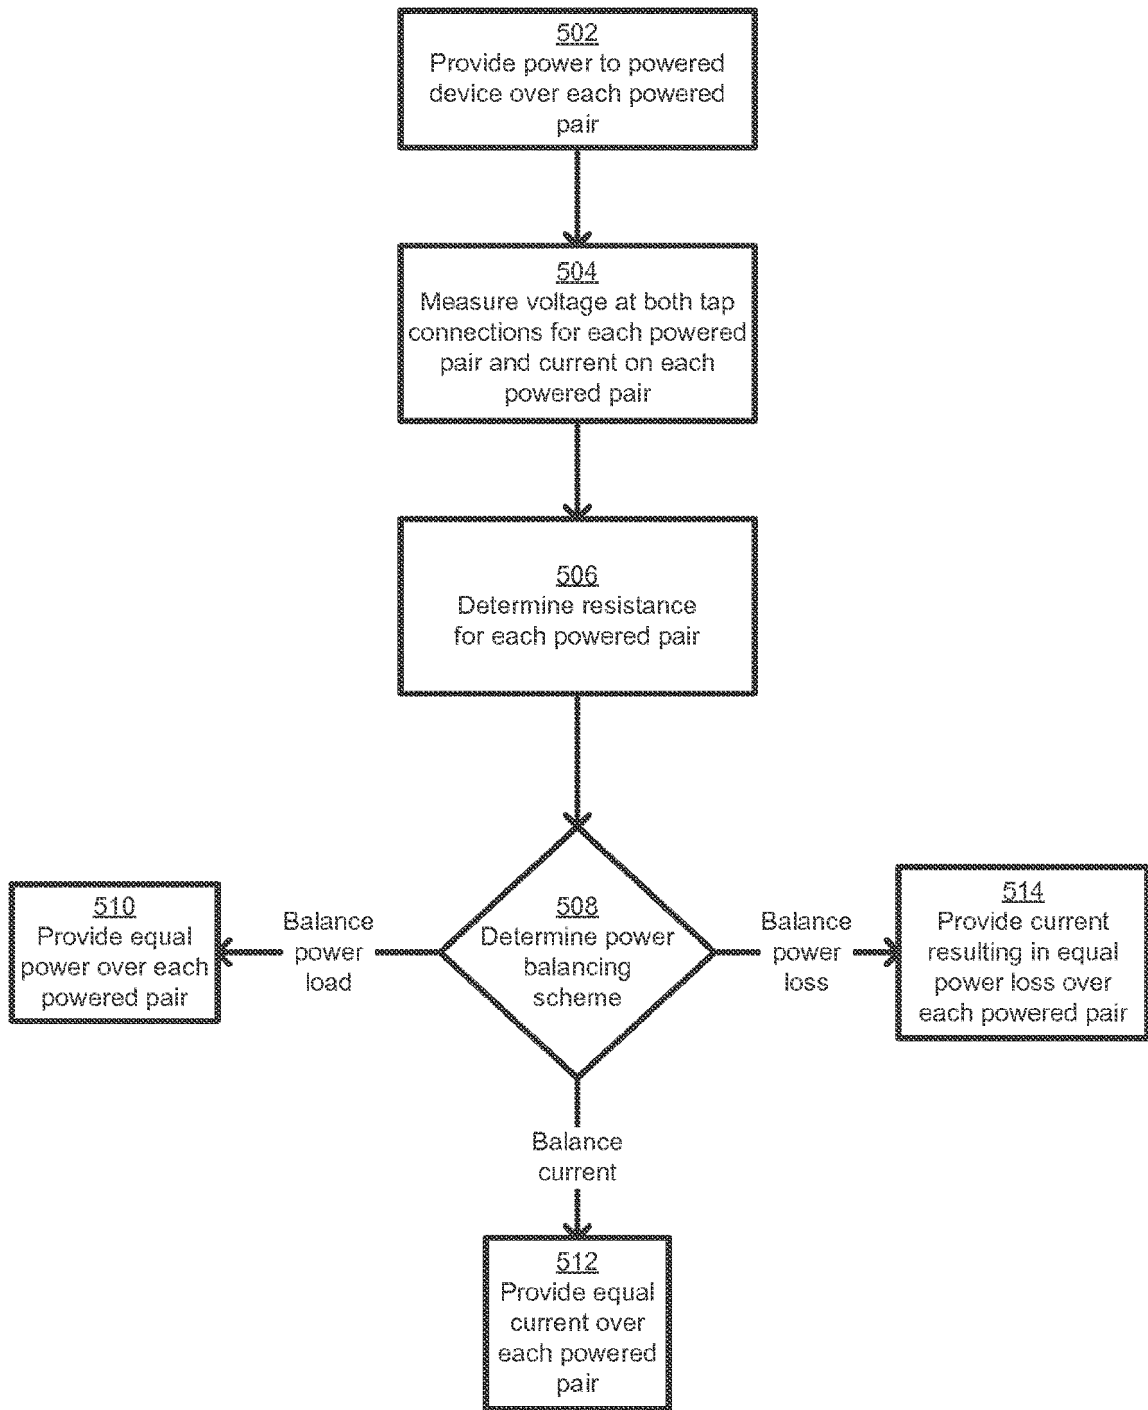 502
Provide power to powered
device over each powered
pair
504
Measure voltage at both tap
connections for each powered
pair and current on each
powered pair
506
Determine resistance
for each powered pair
508
Determine power
balancing
scheme
Balance
power
load
510
Provide equal
power over each
powered pair
Balance
power
loss
514
Provide current
resulting in equal
power loss over
each powered pair
Balance
current
512
Provide equal
current over
each powered
pair